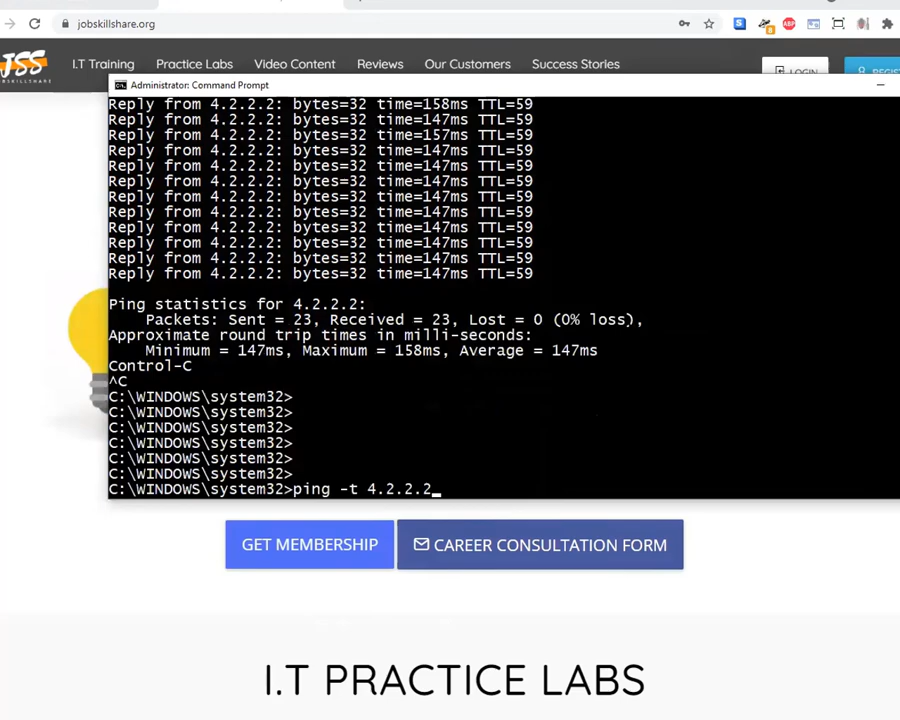 jobskillshare.org
JSS
JOBSKILLSHARE
I.T Training Practice Labs Video Content Reviews Our Customers Success Stories
LOGIN
Administrator: Command Prompt
Reply from 4.2.2.2: bytes=32 time=158ms TTL=59
Reply from 4.2.2.2: bytes=32 time=147ms TTL=59
Reply from 4.2.2.2: bytes=32 time=157ms TTL=59
Reply from 4.2.2.2: bytes=32 time=147ms TTL=59
Reply from 4.2.2.2: bytes=32 time=147ms TTL=59
Reply from 4.2.2.2: bytes=32 time=147ms TTL=59
Reply from 4.2.2.2: bytes=32 time=147ms TTL=59
Reply from 4.2.2.2: bytes=32 time=147ms TTL=59
Reply from 4.2.2.2: bytes=32 time=147ms TTL=59
Reply from 4.2.2.2: bytes=32 time=147ms TTL=59
Reply from 4.2.2.2: bytes=32 time=147ms TTL=59
Reply from 4.2.2.2: bytes=32 time=147ms TTL=59
Ping statistics for 4.2.2.2:
Packets: Sent = 23, Received = 23, Lost = 0 (0% loss),
Approximate round trip times in milli-seconds:
Minimum = 147ms, Maximum = 158ms, Average = 147ms
Control-C
^C
C:\WINDOWS\system32>
C:\WINDOWS\system32>
C:\WINDOWS\system32>
C:\WINDOWS\system32>
C:\WINDOWS\system32>
C:\WINDOWS\system32>
C:\WINDOWS\system32>ping -t 4.2.2.2_
GET MEMBERSHIP
CAREER CONSULTATION FORM
I.T PRACTICE LABS